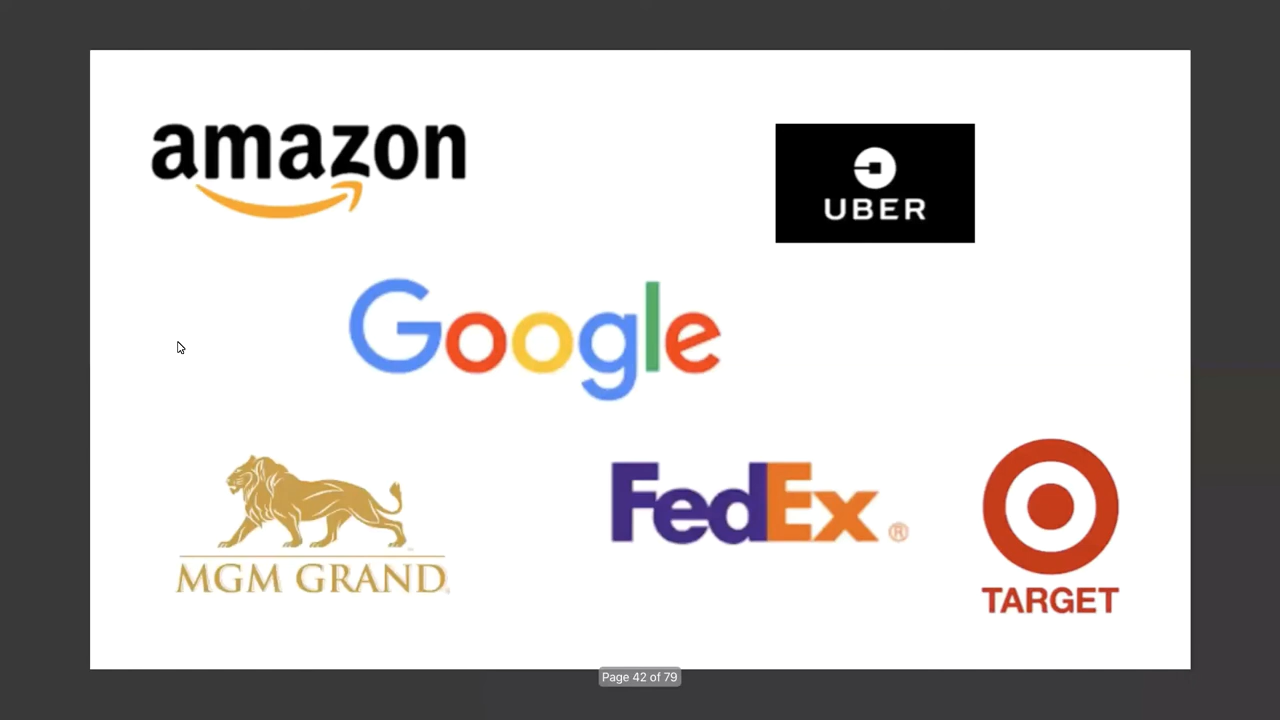 amazon
UBER
Google
MGM GRAND
FedEx ®
TARGET
Page 42 of 79